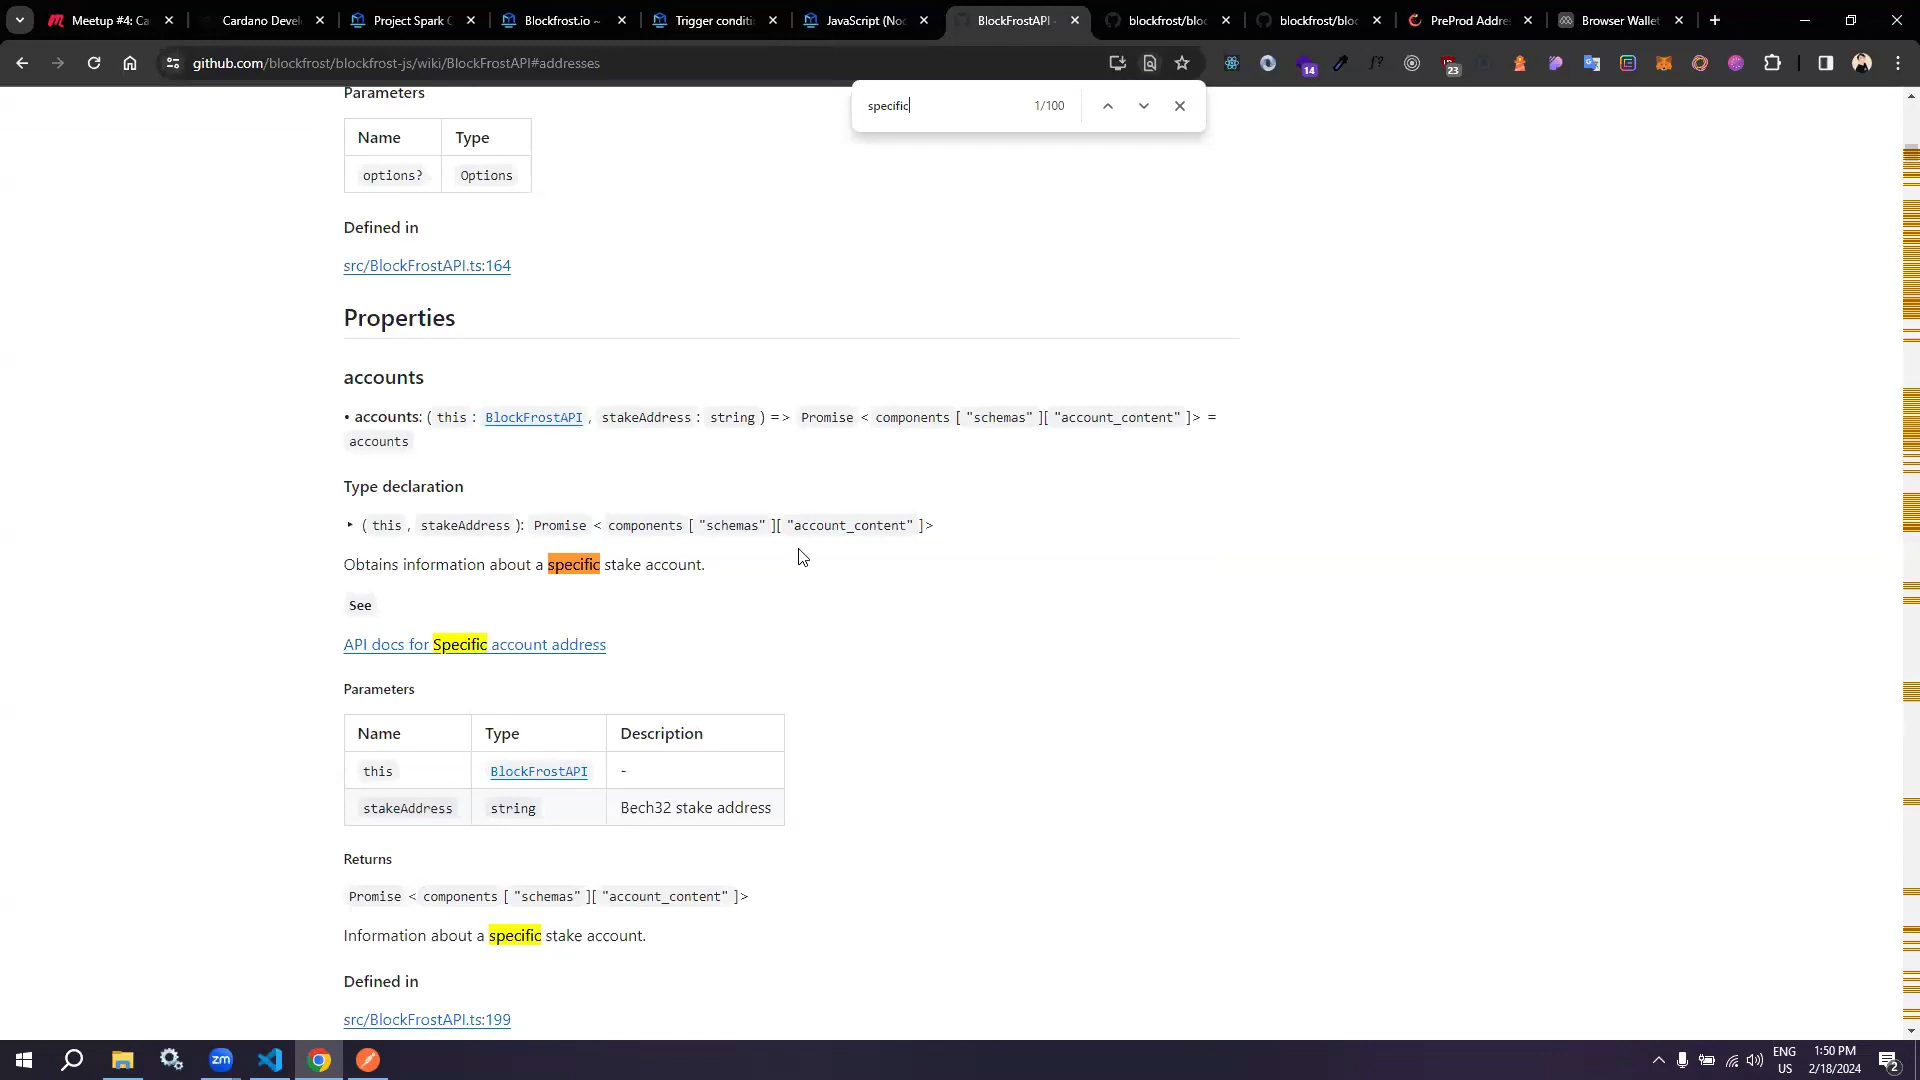 Meetup #4: Ca
Cardano Devel
Project Spark C
Blockfrost.io ~
Trigger conditi
JavaScript (Noc
BlockFrostAPI ·
blockfrost/bloc
blockfrost/bloc
PreProd Addre
Browser Wallet
github.com/blockfrost/blockfrost-js/wiki/BlockFrostAPI#addresses
14
f?
23
specific
1/100
Parameters
Name Type
options? Options
Defined in
src/BlockFrostAPI.ts:164
Properties
accounts
• accounts: ( this : BlockFrostAPI , stakeAddress : string ) => Promise < components [ "schemas" ][ "account_content" ]> =
accounts
Type declaration
▸ ( this , stakeAddress ): Promise < components [ "schemas" ][ "account_content" ]>
Obtains information about a specific stake account.
See
API docs for Specific account address
Parameters
Name Type Description
this BlockFrostAPI -
stakeAddress string Bech32 stake address
Returns
Promise < components [ "schemas" ][ "account_content" ]>
Information about a specific stake account.
Defined in
src/BlockFrostAPI.ts:199
zm
ENG
US
1:50 PM
2/18/2024
2